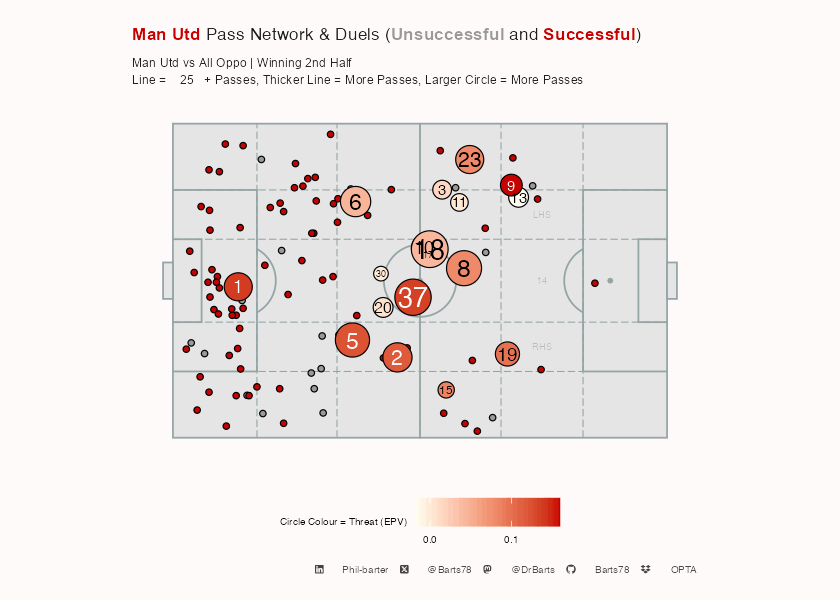 Man Utd Pass Network & Duels (Unsuccessful and Successful)
Man Utd vs All Oppo | Winning 2nd Half
Line = 25 + Passes, Thicker Line = More Passes, Larger Circle = More Passes
23
9
3
11
13
6
LHS
18
8
30
14
1
37
20
5
RHS
2
19
15
Circle Colour = Threat (EPV)
0.0 0.1
Phil-barter @Barts78 @DrBarts Barts78 OPTA